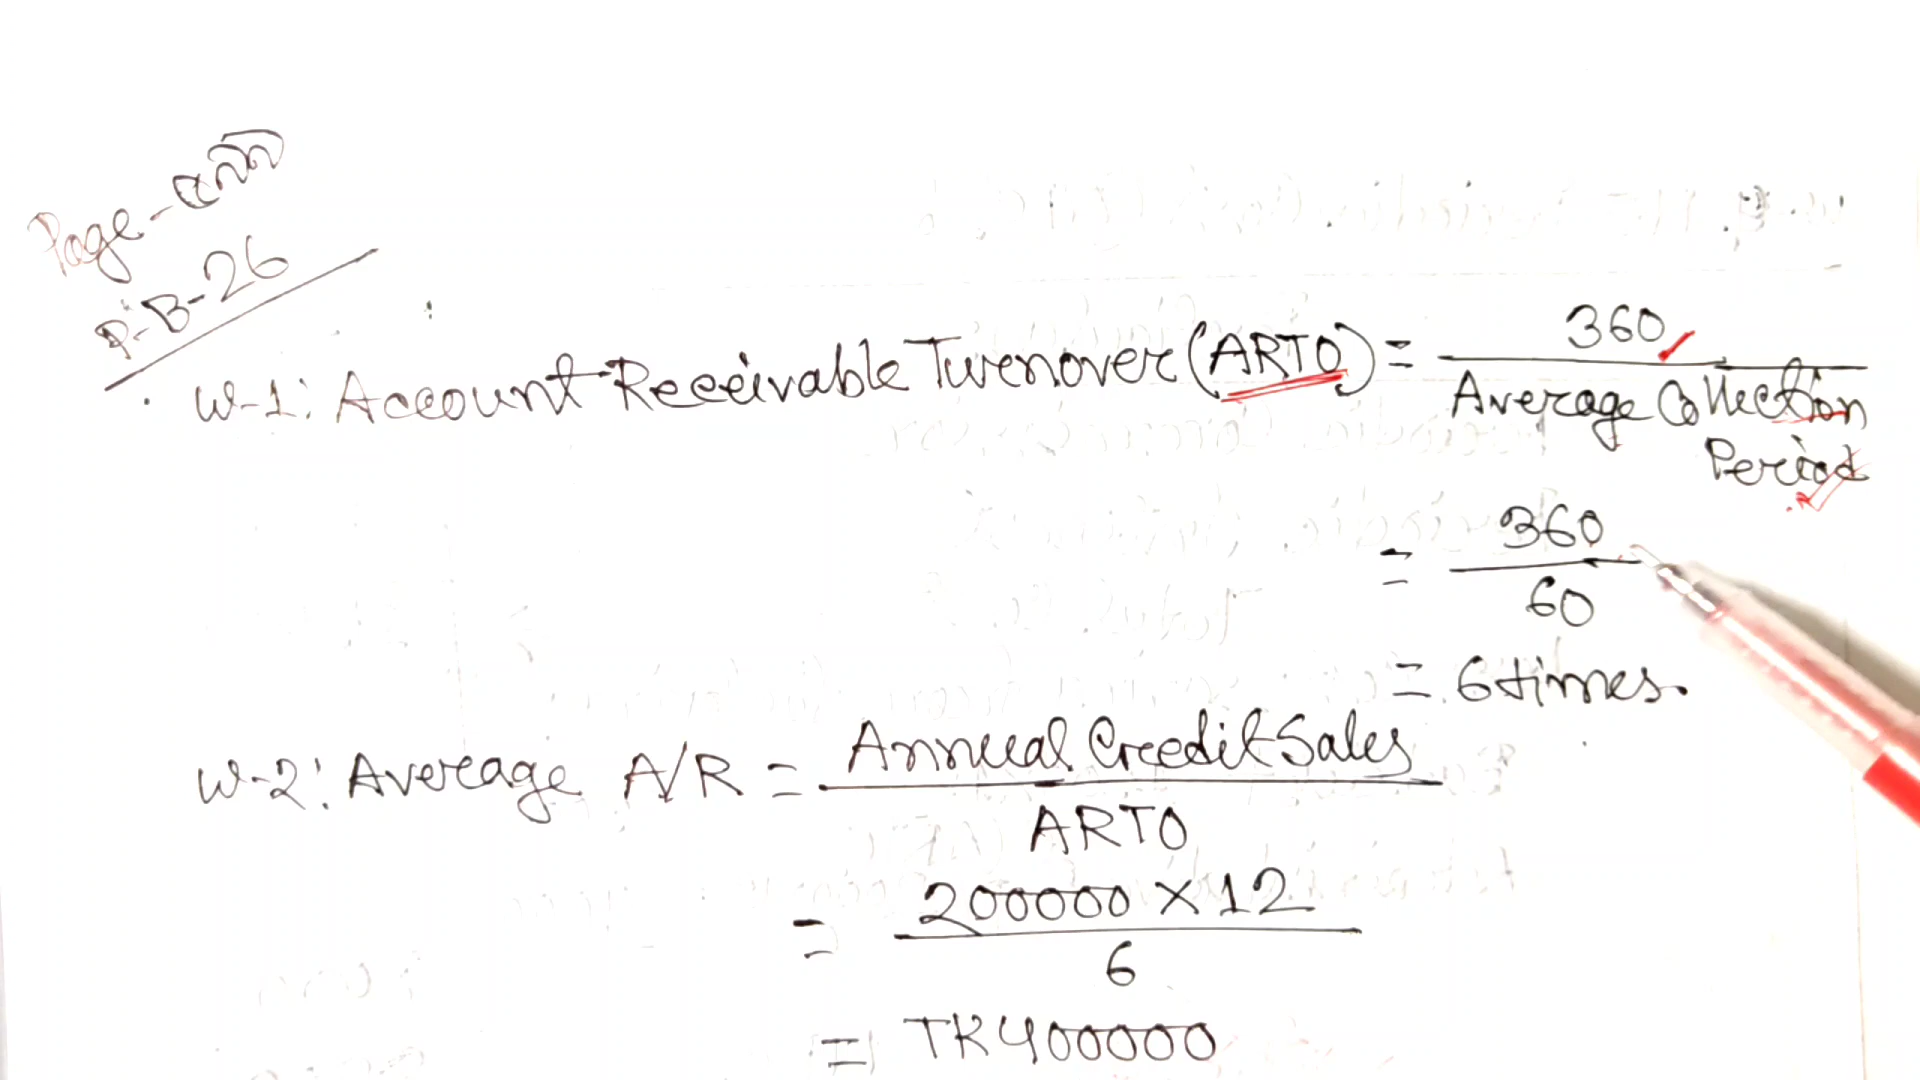 Page-
P.B-26
W-1: Account Receivable Turnover (ARTO) = 360 / Average Collection Period
= 360 / 60
= 6 times.
W-2: Average A/R = Annual Credit Sales / ARTO
= 200000 × 12 / 6
= TK 400000